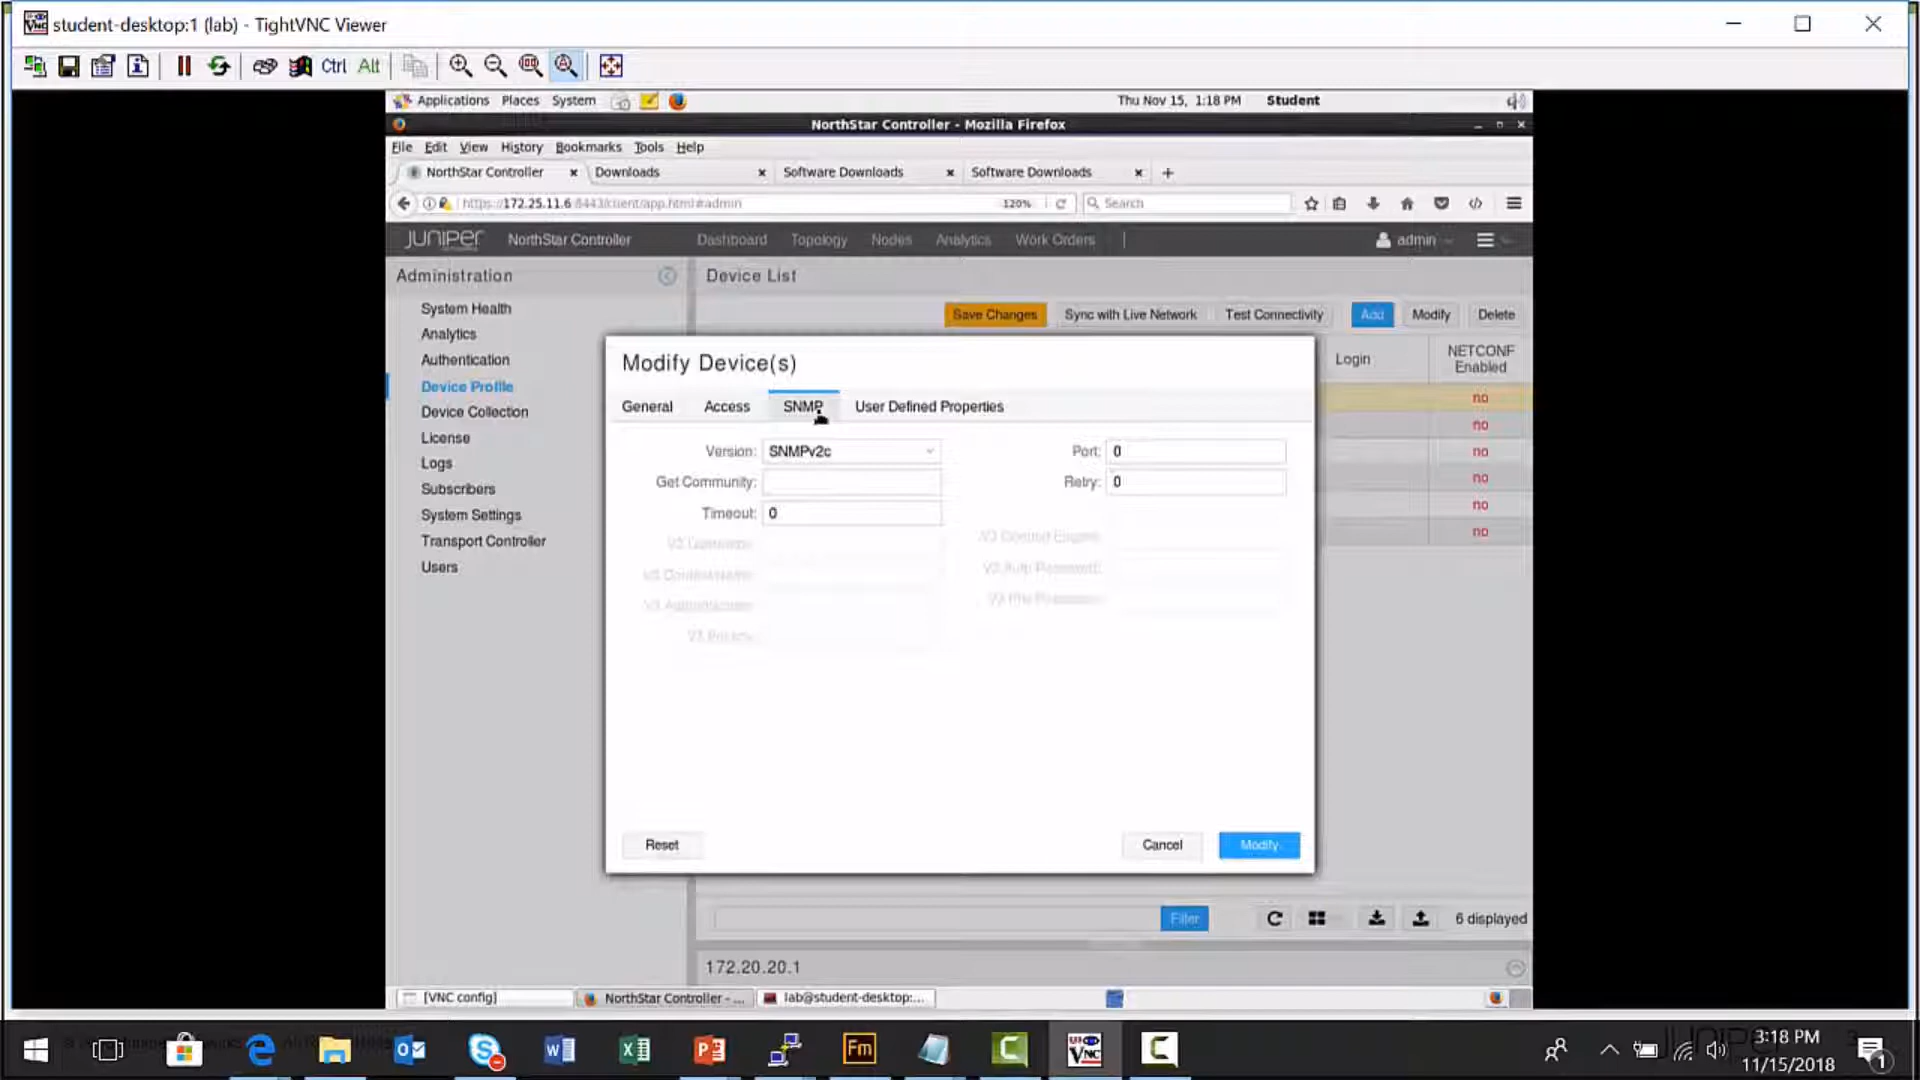 student-desktop:1 (lab) - TightVNC Viewer
Ctrl Alt
Applications Places System Thu Nov 15, 1:18 PM Student
NorthStar Controller - Mozilla Firefox
File Edit View History Bookmarks Tools Help
NorthStar Controller Downloads Software Downloads Software Downloads
https://172.25.11.6:8443/client/app.html#admin 120% Search
JUNIPER NorthStar Controller Dashboard Topology Nodes Analytics Work Orders admin
Administration Device List
System Health
Save Changes Sync with Live Network Test Connectivity Add Modify Delete
Analytics
Authentication
Login NETCONF Enabled
Modify Device(s)
Device Profile
no
General Access SNMP User Defined Properties
Device Collection
no
License
Version: SNMPv2c Port: 0
no
Logs
Get Community: Retry: 0
no
Subscribers
Timeout: 0
no
System Settings
no
Transport Controller
Users
Reset Cancel Modify
Filter 6 displayed
172.20.20.1
[VNC config] NorthStar Controller - ... lab@student-desktop:...
3:18 PM
11/15/2018
1